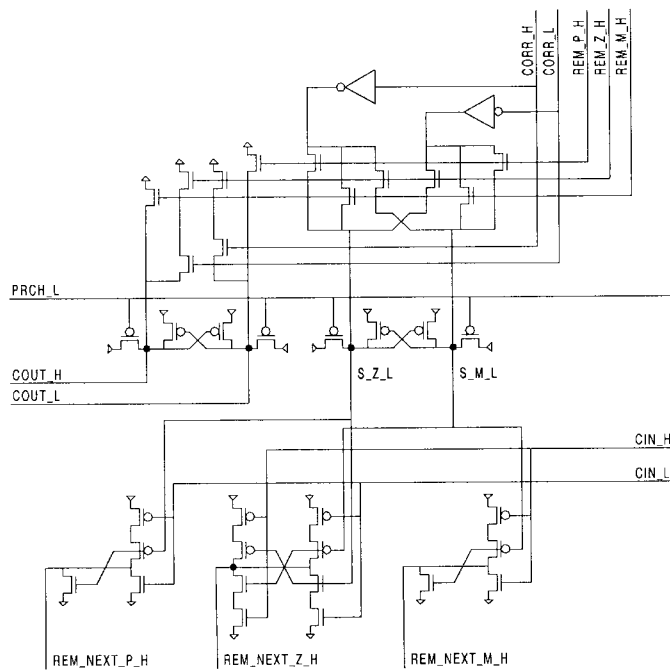 CORR_H
CORR_L
REM_P_H
REM_Z_H
REM_M_H
PRCH_L
COUT_H
COUT_L
S_Z_L
S_M_L
CIN_H
CIN_L
REM_NEXT_P_H
REM_NEXT_Z_H
REM_NEXT_M_H